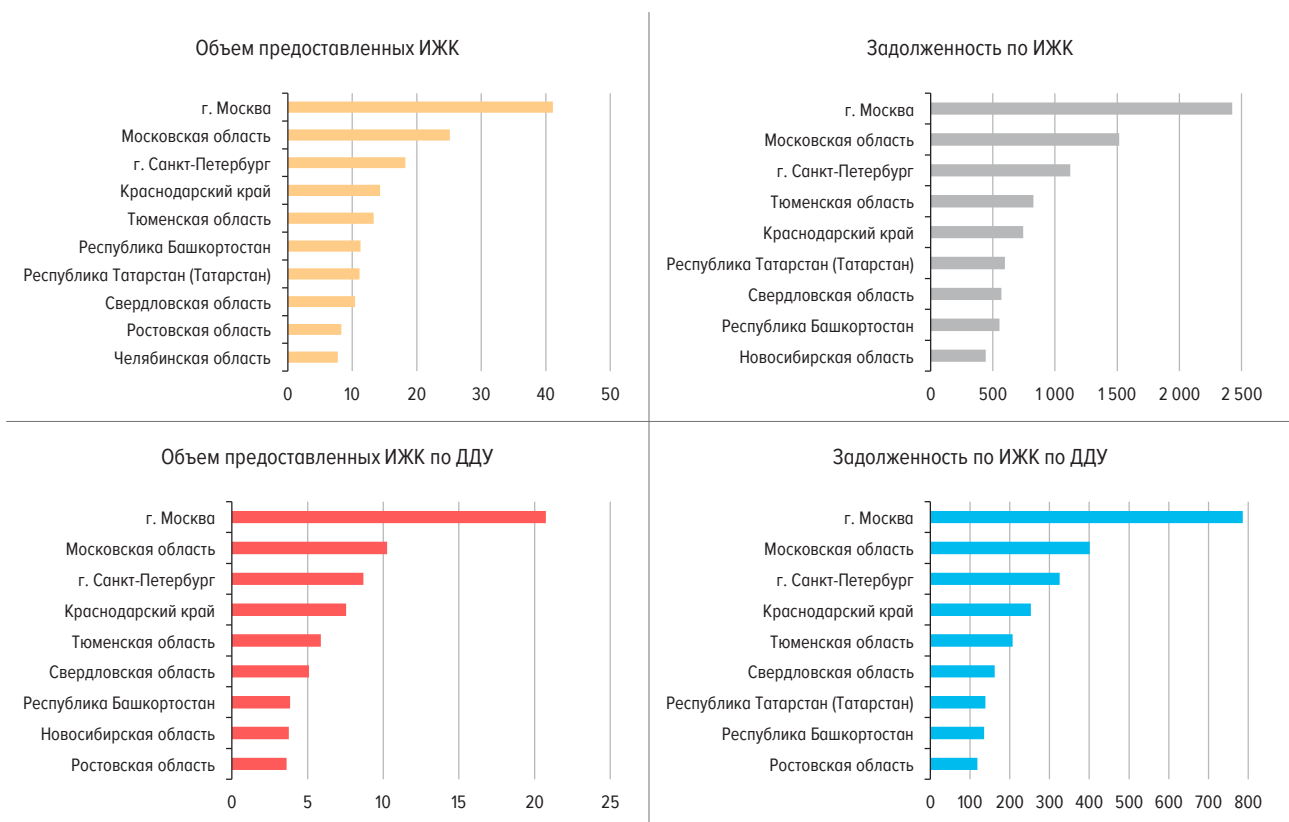 Объем предоставленных ИЖК
г. Москва
Московская область
г. Санкт-Петербург
Краснодарский край
Тюменская область
Республика Башкортостан
Республика Татарстан (Татарстан)
Свердловская область
Ростовская область
Челябинская область
0 10 20 30 40 50
Задолженность по ИЖК
г. Москва
Московская область
г. Санкт-Петербург
Тюменская область
Краснодарский край
Республика Татарстан (Татарстан)
Свердловская область
Республика Башкортостан
Новосибирская область
0 500 1 000 1 500 2 000 2 500
Объем предоставленных ИЖК по ДДУ
г. Москва
Московская область
г. Санкт-Петербург
Краснодарский край
Тюменская область
Свердловская область
Республика Башкортостан
Новосибирская область
Ростовская область
0 5 10 15 20 25
Задолженность по ИЖК по ДДУ
г. Москва
Московская область
г. Санкт-Петербург
Краснодарский край
Тюменская область
Свердловская область
Республика Татарстан (Татарстан)
Республика Башкортостан
Ростовская область
0 100 200 300 400 500 600 700 800